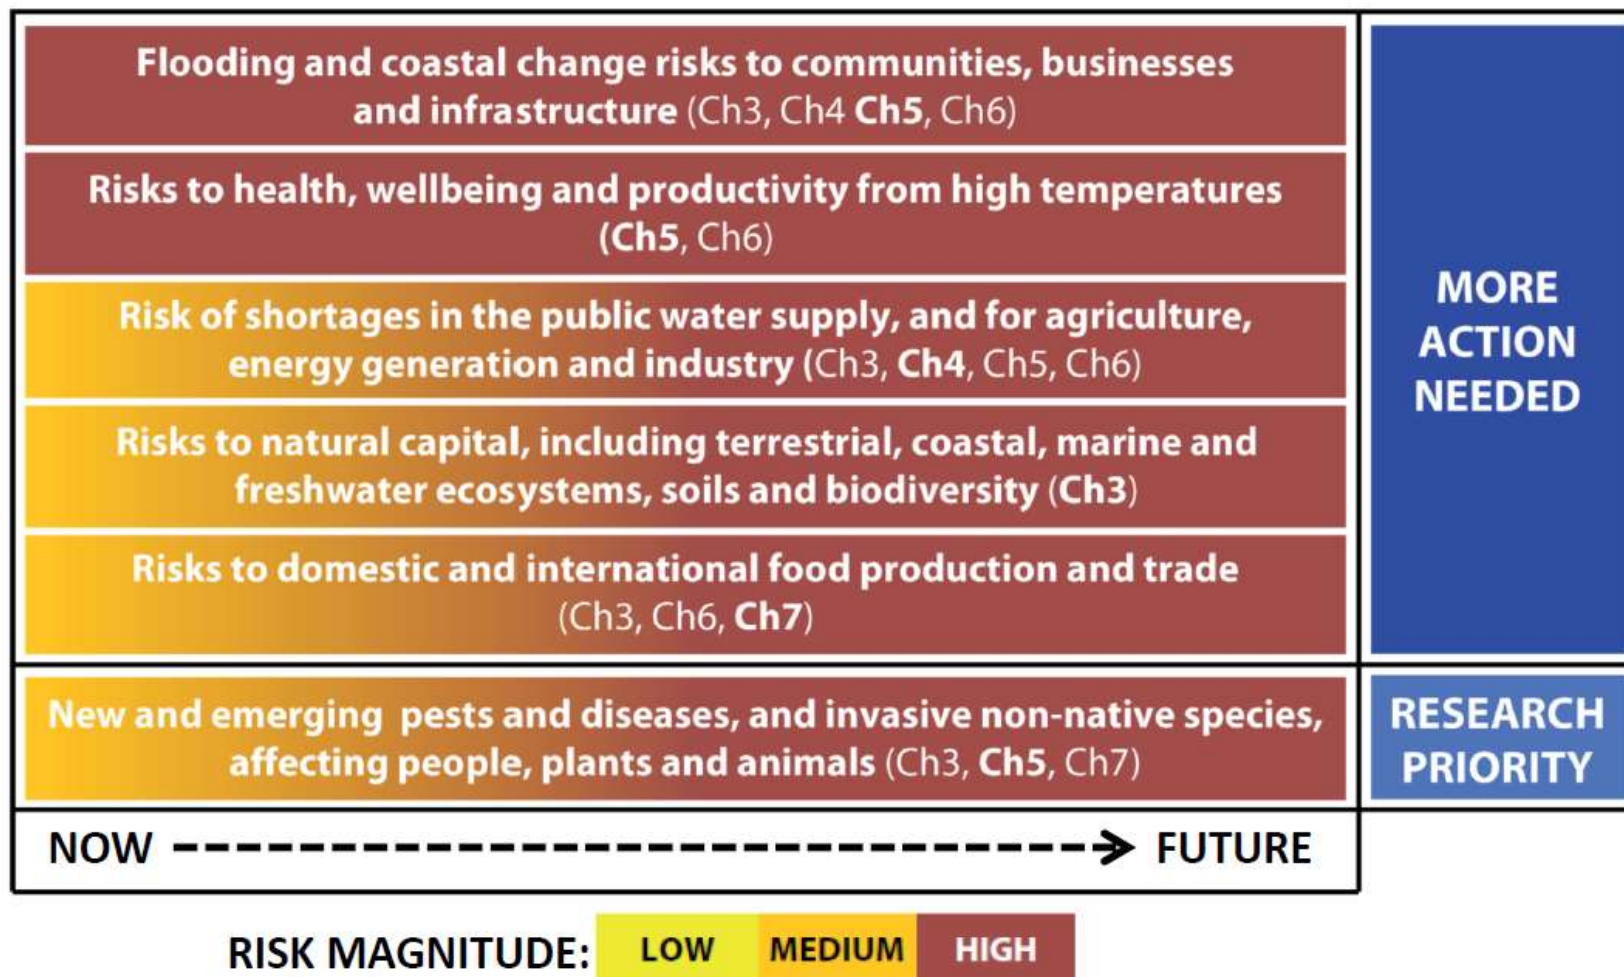 Flooding and coastal change risks to communities, businesses
and infrastructure (Ch3, Ch4 Ch5, Ch6)
Risks to health, wellbeing and productivity from high temperatures
(Ch5, Ch6)
Risk of shortages in the public water supply, and for agriculture,
energy generation and industry (Ch3, Ch4, Ch5, Ch6)
Risks to natural capital, including terrestrial, coastal, marine and
freshwater ecosystems, soils and biodiversity (Ch3)
Risks to domestic and international food production and trade
(Ch3, Ch6, Ch7)
MORE
ACTION
NEEDED
New and emerging pests and diseases, and invasive non-native species,
affecting people, plants and animals (Ch3, Ch5, Ch7)
RESEARCH
PRIORITY
NOW FUTURE
RISK MAGNITUDE: LOW MEDIUM HIGH